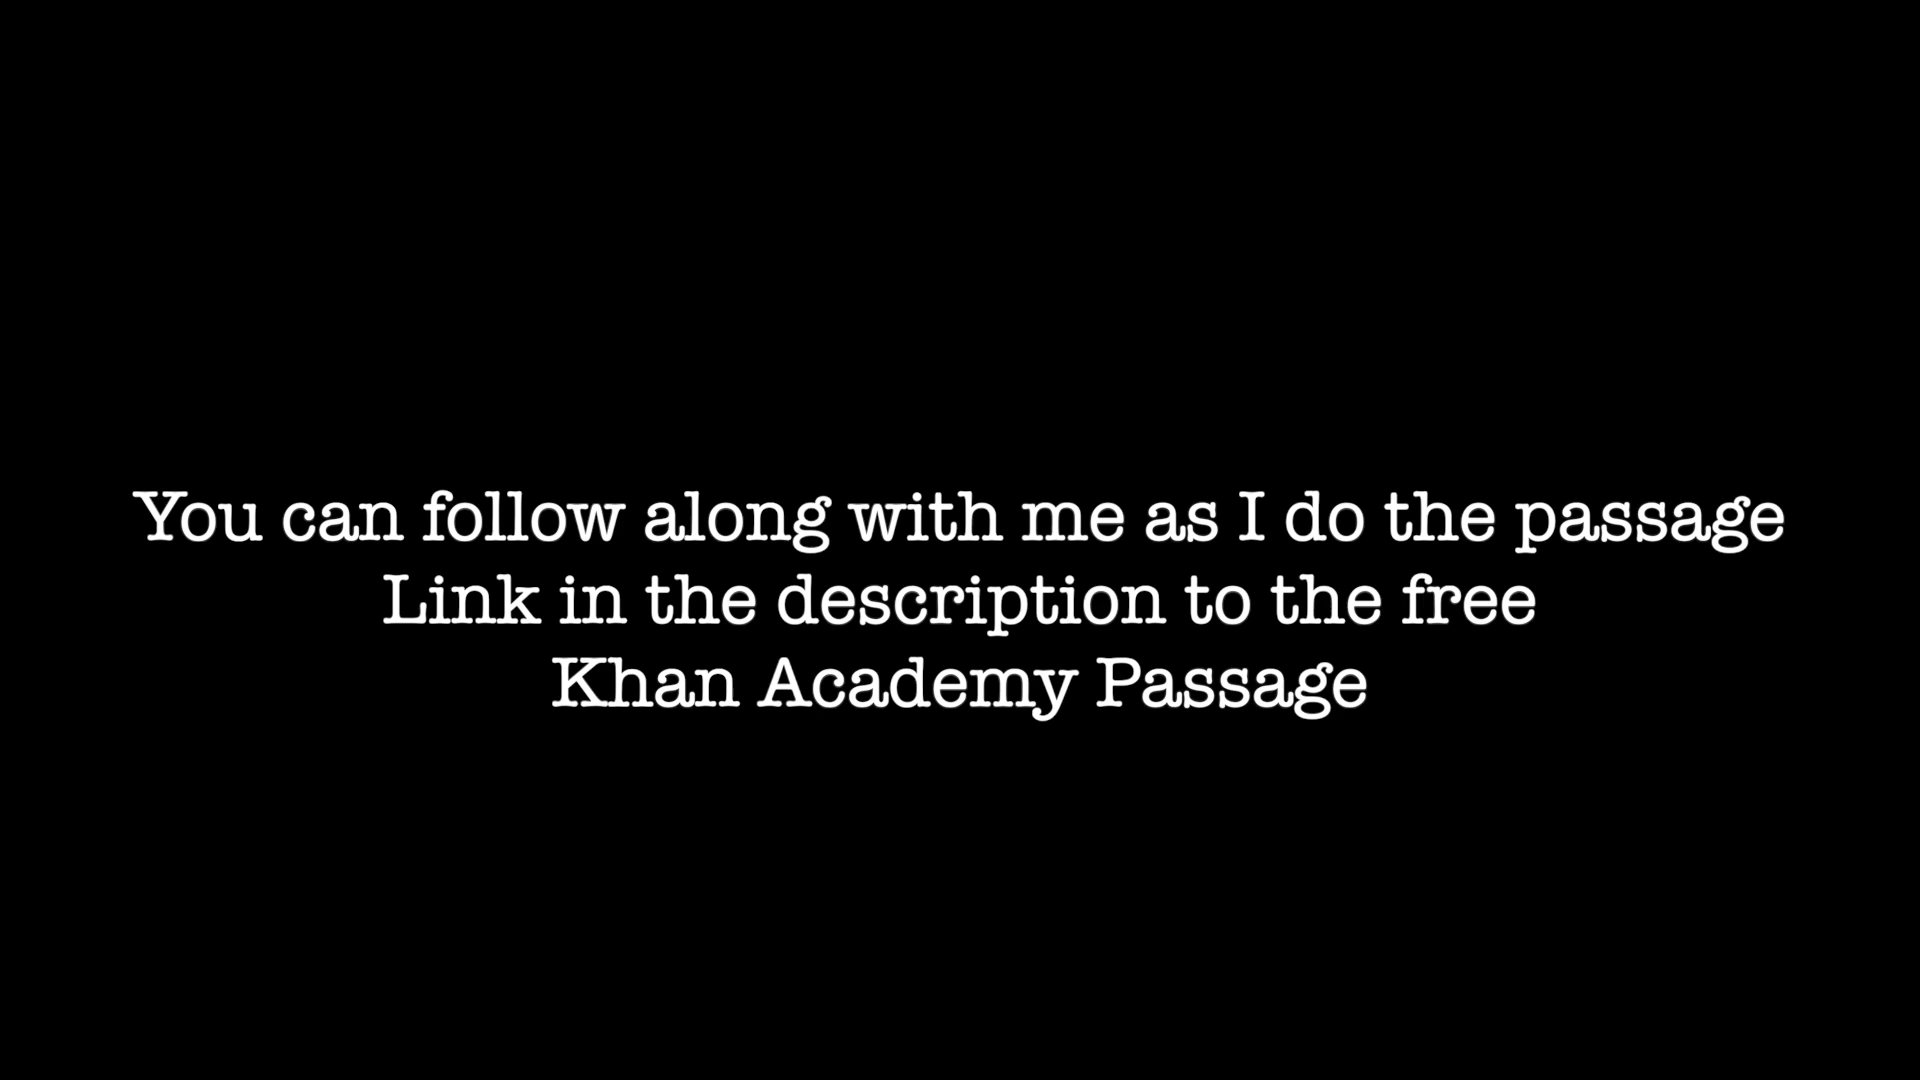 You can follow along with me as I do the passage
Link in the description to the free
Khan Academy Passage